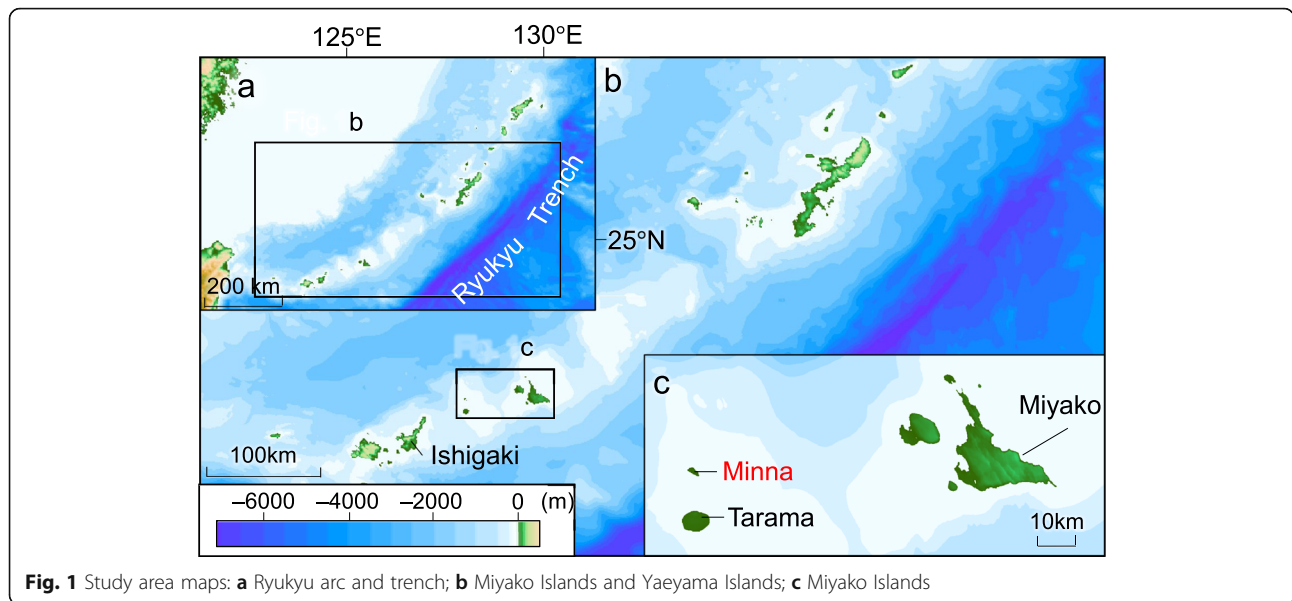 125°E 130°E
a
b
b
Ryukyu Trench
25°N
200 km
c
Ishigaki
100km
–6000 –4000 –2000 0 (m)
c
Miyako
Minna
Tarama
10km
Fig. 1 Study area maps: a Ryukyu arc and trench; b Miyako Islands and Yaeyama Islands; c Miyako Islands